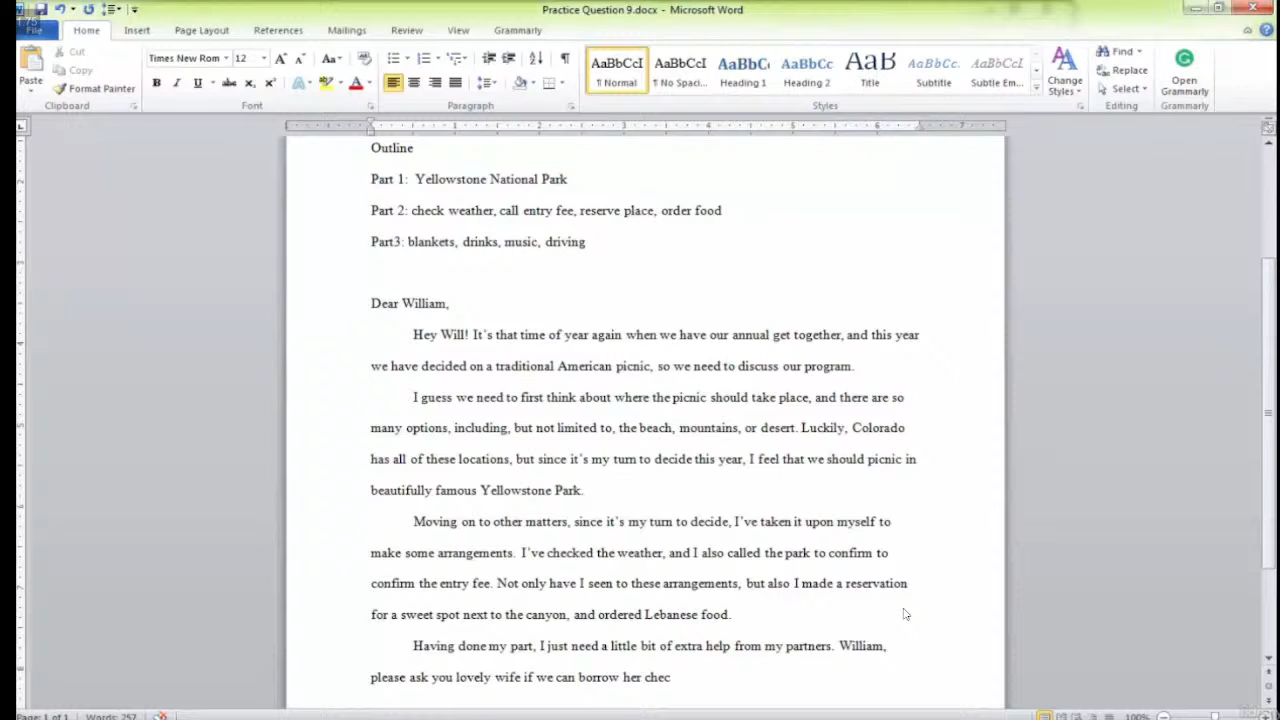 Practice Question 9.docx - Microsoft Word
File Home Insert Page Layout References Mailings Review View Grammarly
Paste
Cut
Copy
Format Painter
Clipboard
Times New Rom 12
Font
Paragraph
AaBbCcI AaBbCcI AaBbC AaBbCc AaB AaBbCc. AaBbCcI
¶ Normal ¶ No Spaci... Heading 1 Heading 2 Title Subtitle Subtle Em...
Styles
Change Styles
Find
Replace
Select
Editing
Open Grammarly
Grammarly
1 2 3 4 5 6 7
Outline
Part 1: Yellowstone National Park
Part 2: check weather, call entry fee, reserve place, order food
Part3: blankets, drinks, music, driving
Dear William,
Hey Will! It's that time of year again when we have our annual get together, and this year
we have decided on a traditional American picnic, so we need to discuss our program.
I guess we need to first think about where the picnic should take place, and there are so
many options, including, but not limited to, the beach, mountains, or desert. Luckily, Colorado
has all of these locations, but since it's my turn to decide this year, I feel that we should picnic in
beautifully famous Yellowstone Park.
Moving on to other matters, since it's my turn to decide, I've taken it upon myself to
make some arrangements. I've checked the weather, and I also called the park to confirm to
confirm the entry fee. Not only have I seen to these arrangements, but also I made a reservation
for a sweet spot next to the canyon, and ordered Lebanese food.
Having done my part, I just need a little bit of extra help from my partners. William,
please ask you lovely wife if we can borrow her chec
Page: 1 of 1 Words: 257 100%